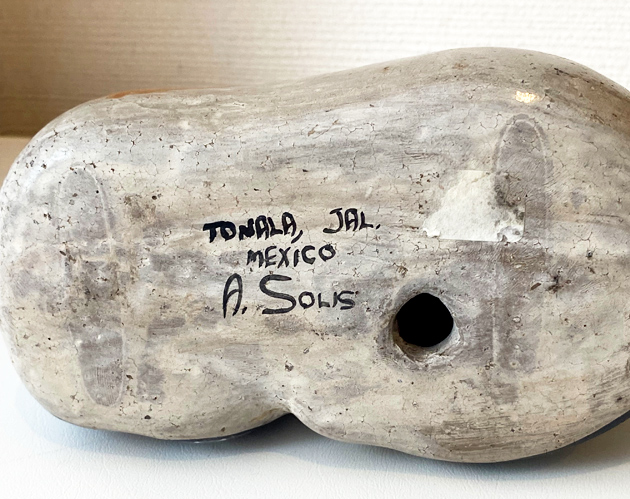 TONALA, JAL.
MEXICO
A. SOLIS